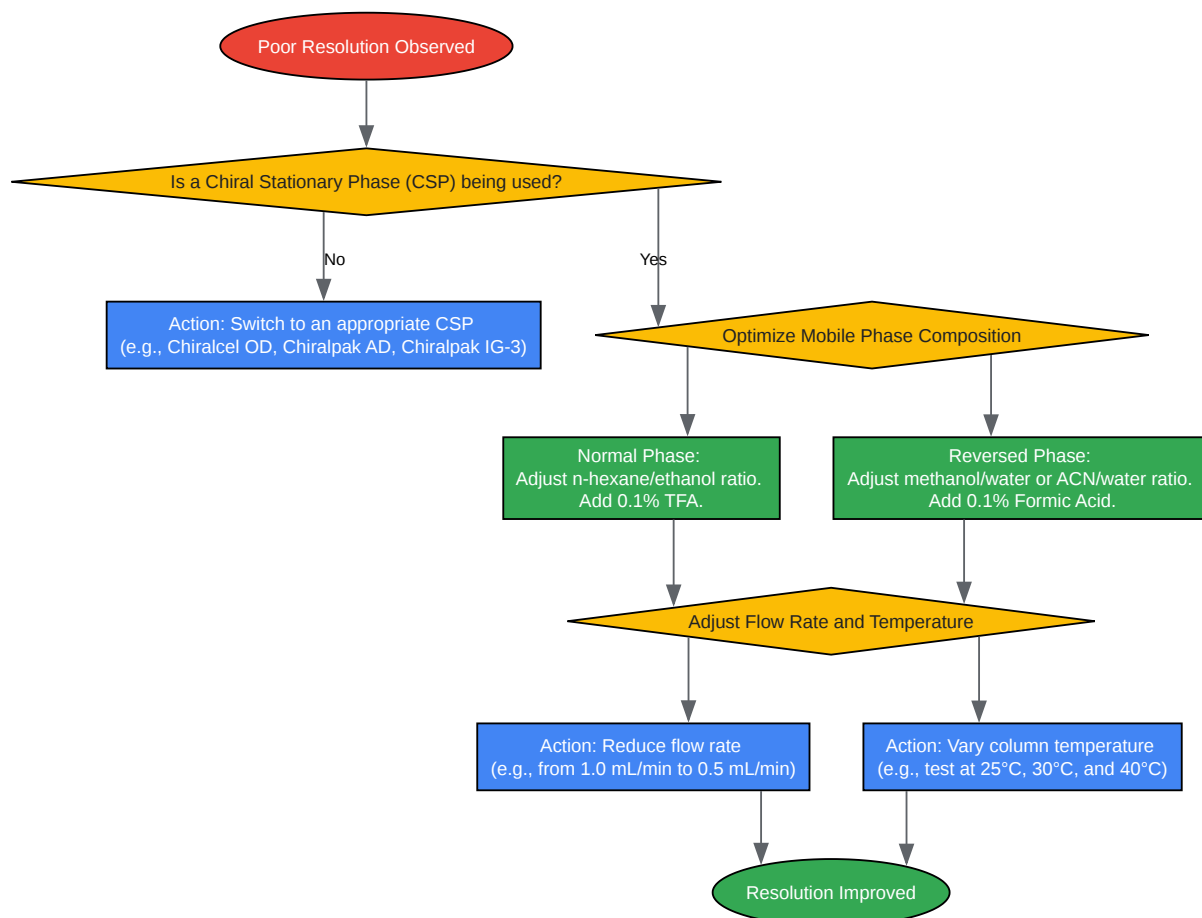 Poor Resolution Observed
Is a Chiral Stationary Phase (CSP) being used?
No
Yes
Action: Switch to an appropriate CSP
(e.g., Chiralcel OD, Chiralpak AD, Chiralpak IG-3)
Optimize Mobile Phase Composition
Normal Phase:
Adjust n-hexane/ethanol ratio.
Add 0.1% TFA.
Reversed Phase:
Adjust methanol/water or ACN/water ratio.
Add 0.1% Formic Acid.
Adjust Flow Rate and Temperature
Action: Reduce flow rate
(e.g., from 1.0 mL/min to 0.5 mL/min)
Action: Vary column temperature
(e.g., test at 25°C, 30°C, and 40°C)
Resolution Improved